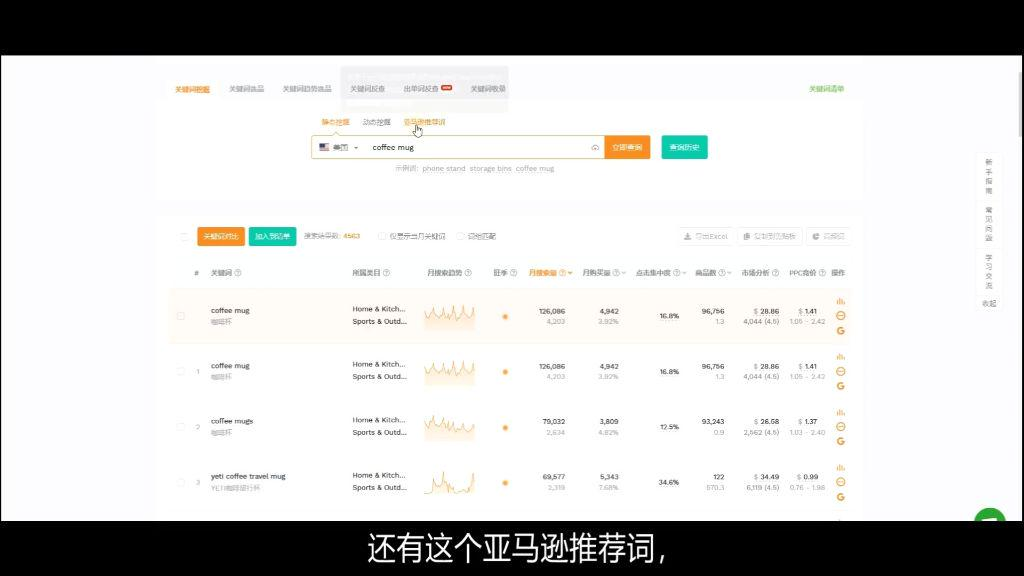 关键词挖掘 关键词选品 关键词趋势选品 关键词反查 出单词反查 关键词收录 关键词清单
静态挖掘 动态挖掘 亚马逊推荐词
美国 coffee mug 立即查询 查询历史
示例词: phone stand storage bins coffee mug
新手指南
常见问题
学习交流
收起
关键词对比 加入到清单 搜索结果数: 4563 仅显示当月关键词 词组匹配 导出Excel 复制到剪贴板 词频
# 关键词 所属类目 月搜索趋势 旺季 月搜索量 月购买量 点击集中度 商品数 市场分析 PPC竞价 操作
coffee mug Home & Kitch... 126,086 4,942 16.8% 96,756 $ 28.86 $ 1.41
咖啡杯 Sports & Outd... 4,203 3.92% 1.3 4,044 (4.5) 1.05 - 2.42
1 coffee mug Home & Kitch... 126,086 4,942 16.8% 96,756 $ 28.86 $ 1.41
咖啡杯 Sports & Outd... 4,203 3.92% 1.3 4,044 (4.5) 1.05 - 2.42
2 coffee mugs Home & Kitch... 79,032 3,809 12.5% 93,243 $ 26.58 $ 1.37
咖啡杯 Sports & Outd... 2,634 4.82% 0.9 2,562 (4.5) 1.03 - 2.40
3 yeti coffee travel mug Home & Kitch... 69,577 5,343 34.6% 122 $ 34.49 $ 0.99
YETI咖啡旅行杯 Sports & Outd... 2,319 7.68% 570.3 6,119 (4.5) 0.76 - 1.98
还有这个亚马逊推荐词,